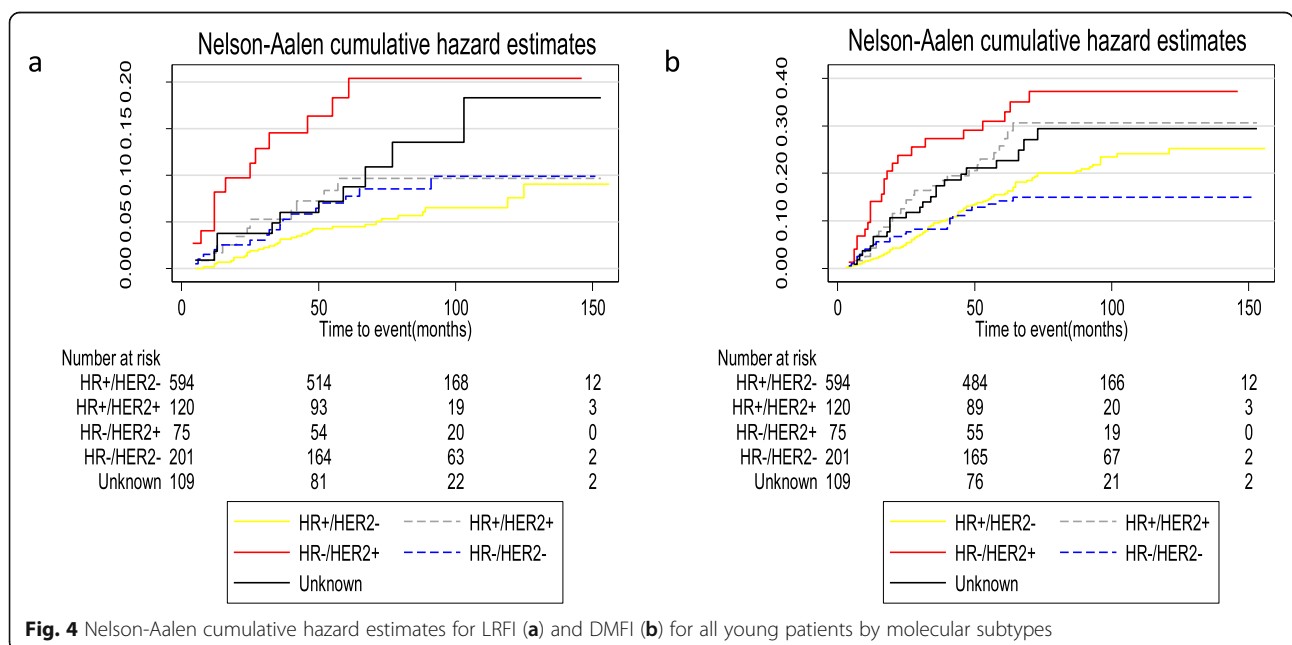 a
Nelson-Aalen cumulative hazard estimates
0.00 0.05 0.10 0.15 0.20
0 50 100 150
Time to event(months)
Number at risk
HR+/HER2- 594 514 168 12
HR+/HER2+ 120 93 19 3
HR-/HER2+ 75 54 20 0
HR-/HER2- 201 164 63 2
Unknown 109 81 22 2
HR+/HER2- HR+/HER2+
HR-/HER2+ HR-/HER2-
Unknown
b
Nelson-Aalen cumulative hazard estimates
0.00 0.10 0.20 0.30 0.40
0 50 100 150
Time to event(months)
Number at risk
HR+/HER2- 594 484 166 12
HR+/HER2+ 120 89 20 3
HR-/HER2+ 75 55 19 0
HR-/HER2- 201 165 67 2
Unknown 109 76 21 2
HR+/HER2- HR+/HER2+
HR-/HER2+ HR-/HER2-
Unknown
Fig. 4 Nelson-Aalen cumulative hazard estimates for LRFI (a) and DMFI (b) for all young patients by molecular subtypes